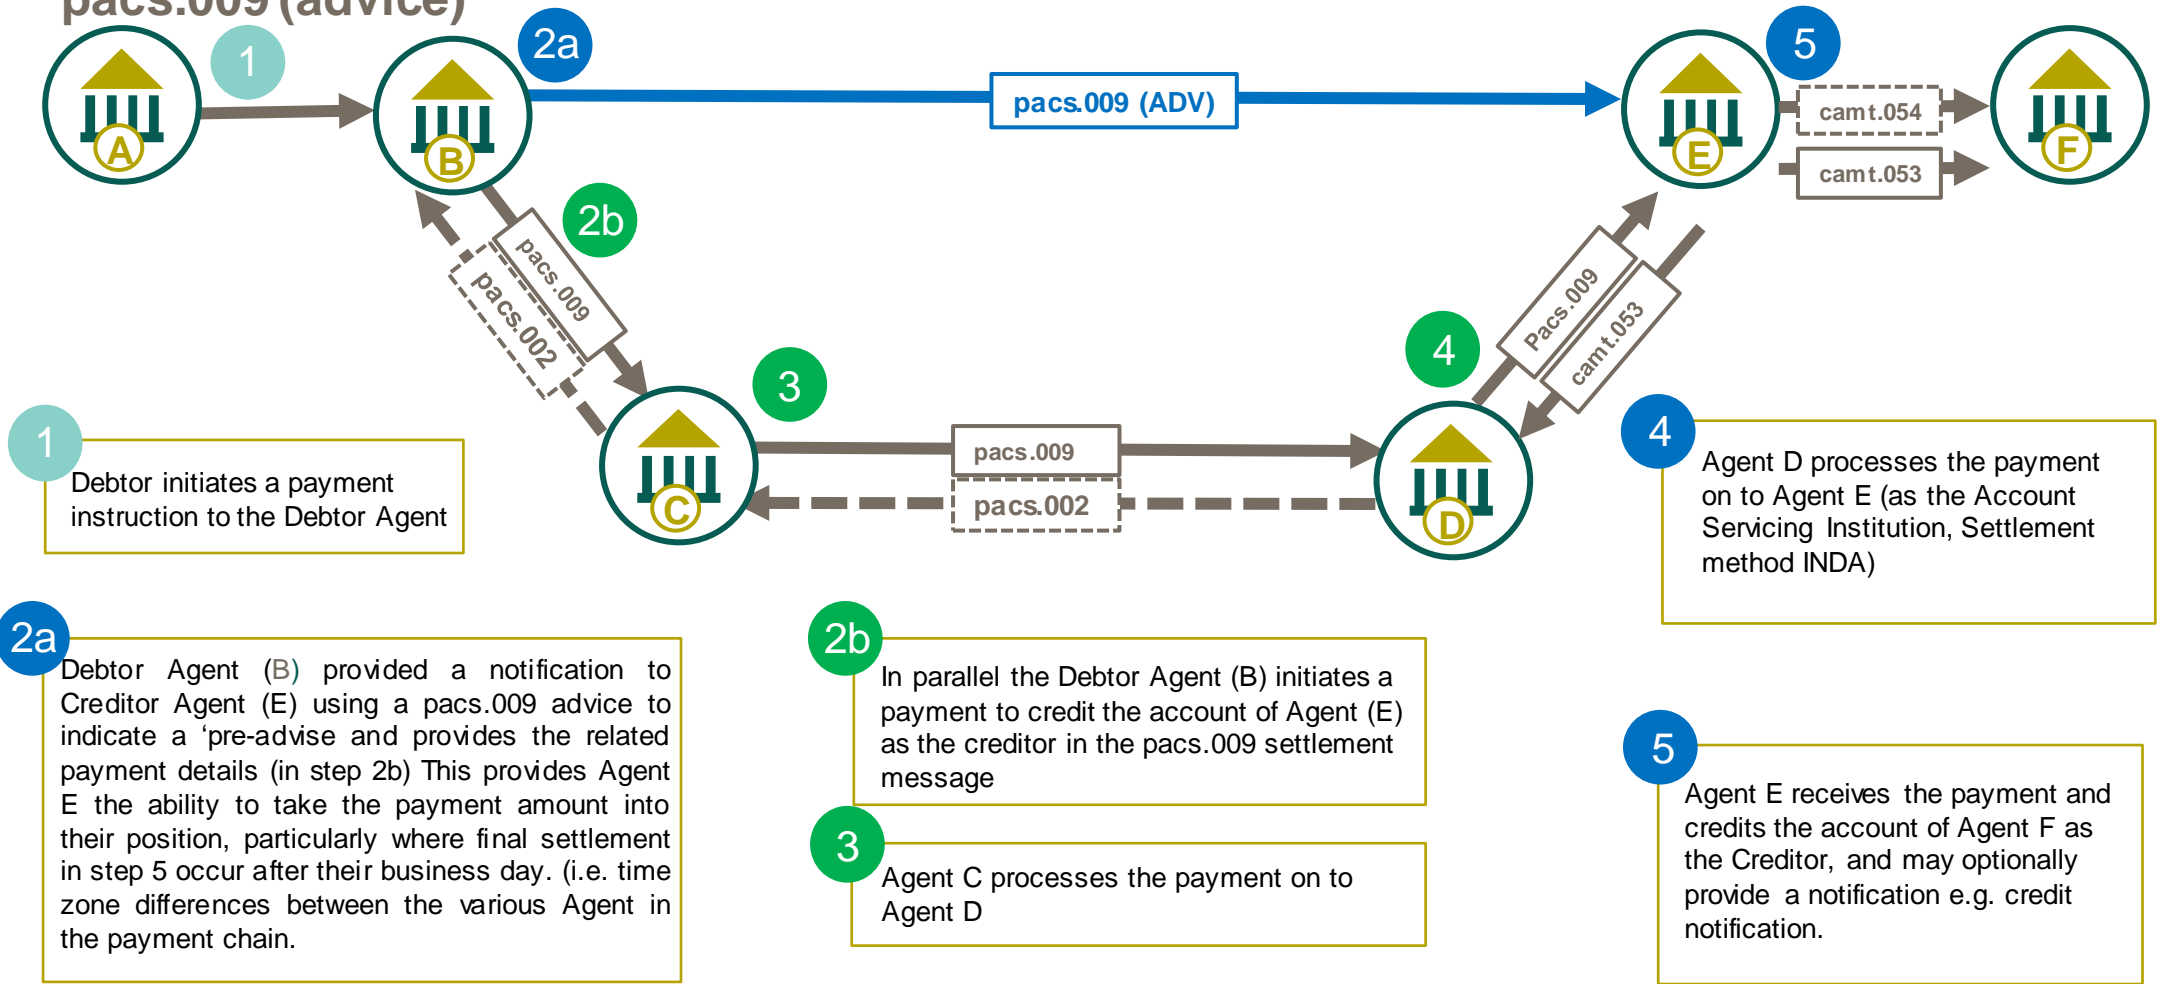 pacs.009 (advice)
1
2a
5
A
B
pacs.009 (ADV)
E
camt.054
camt.053
F
2b
pacs.009
pacs.002
Pacs.009
camt.053
3
4
pacs.009
pacs.002
C
D
1
Debtor initiates a payment
instruction to the Debtor Agent
4
Agent D processes the payment
on to Agent E (as the Account
Servicing Institution, Settlement
method INDA)
2a
Debtor Agent (B) provided a notification to
Creditor Agent (E) using a pacs.009 advice to
indicate a ‘pre-advise and provides the related
payment details (in step 2b) This provides Agent
E the ability to take the payment amount into
their position, particularly where final settlement
in step 5 occur after their business day. (i.e. time
zone differences between the various Agent in
the payment chain.
2b
In parallel the Debtor Agent (B) initiates a
payment to credit the account of Agent (E)
as the creditor in the pacs.009 settlement
message
3
Agent C processes the payment on to
Agent D
5
Agent E receives the payment and
credits the account of Agent F as
the Creditor, and may optionally
provide a notification e.g. credit
notification.